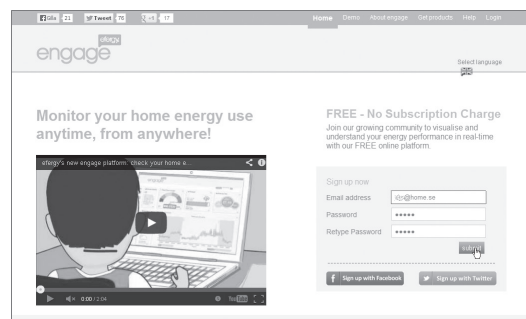 Gilla 21 Tweet 76 +1 17
Home Demo About engage Get products Help Login
efergy
engage
Select language
Monitor your home energy use
anytime, from anywhere!
efergy's new engage platform: check your home e...
0:00 / 2:04
YouTube
FREE - No Subscription Charge
Join our growing community to visualise and
understand your energy performance in real-time
with our FREE online platform.
Sign up now
Email address @home.se
Password •••••
Retype Password •••••
submit
Sign up with Facebook
Sign up with Twitter